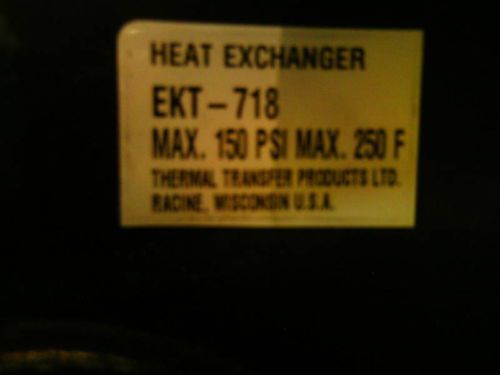 HEAT EXCHANGER
EKT-718
MAX. 150 PSI MAX. 250 F
THERMAL TRANSFER PRODUCTS LTD.
RACINE, WISCONSIN U.S.A.